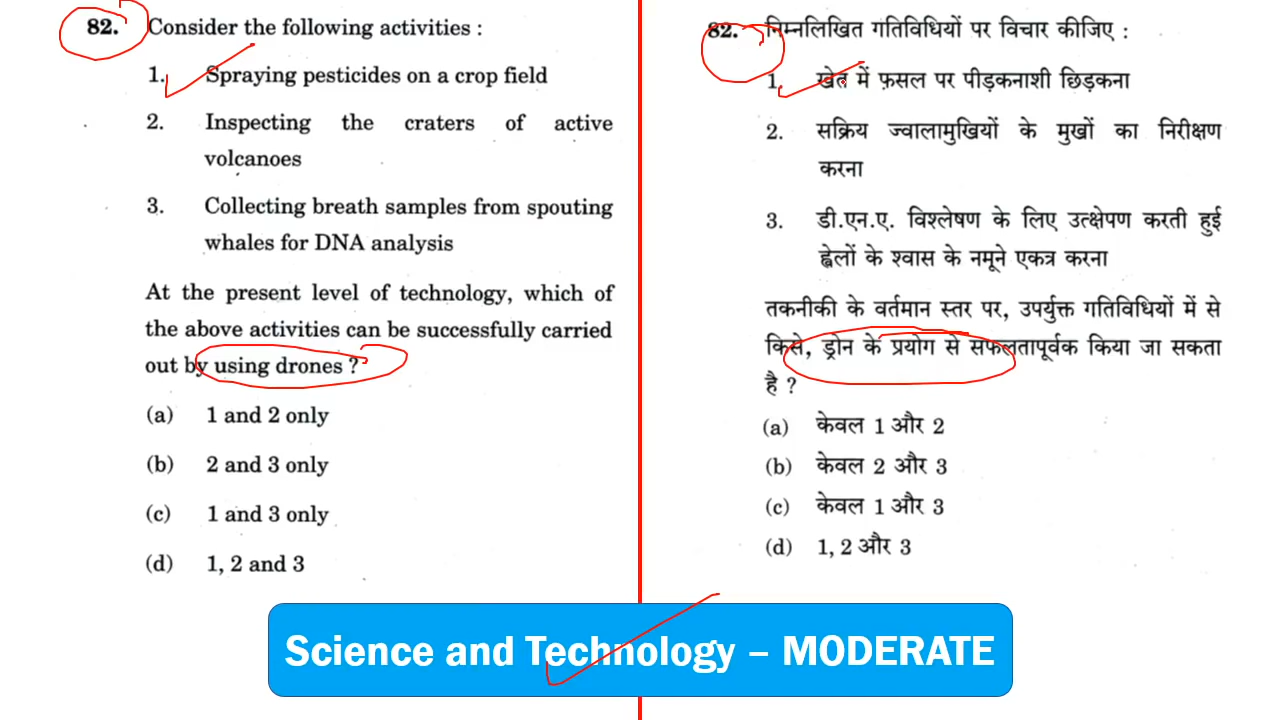 82. Consider the following activities :
1. Spraying pesticides on a crop field
2. Inspecting the craters of active
volcanoes
3. Collecting breath samples from spouting
whales for DNA analysis
At the present level of technology, which of
the above activities can be successfully carried
out by using drones ?
(a) 1 and 2 only
(b) 2 and 3 only
(c) 1 and 3 only
(d) 1, 2 and 3
82. निम्नलिखित गतिविधियों पर विचार कीजिए :
1. खेत में फ़सल पर पीड़कनाशी छिड़कना
2. सक्रिय ज्वालामुखियों के मुखों का निरीक्षण
करना
3. डी.एन.ए. विश्लेषण के लिए उत्क्षेपण करती हुई
ह्वेलों के श्वास के नमूने एकत्र करना
तकनीकी के वर्तमान स्तर पर, उपर्युक्त गतिविधियों में से
किसे, ड्रोन के प्रयोग से सफलतापूर्वक किया जा सकता
है ?
(a) केवल 1 और 2
(b) केवल 2 और 3
(c) केवल 1 और 3
(d) 1, 2 और 3
Science and Technology – MODERATE